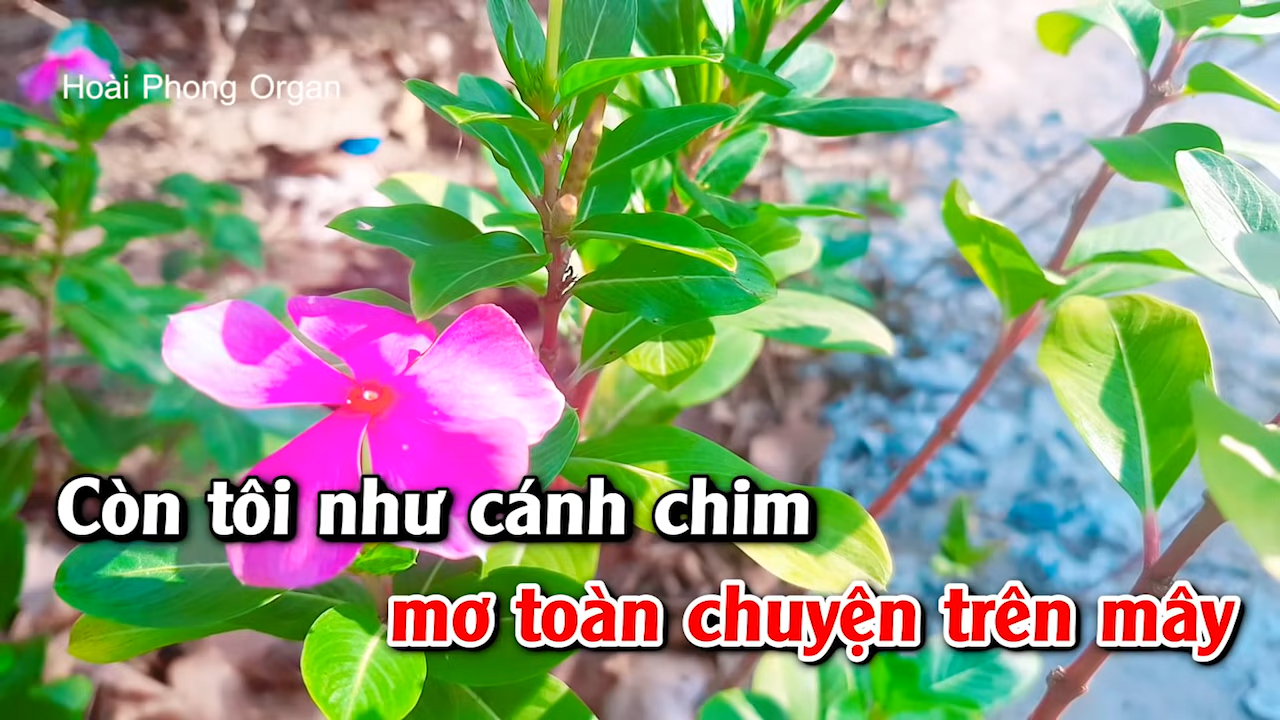 Hoài Phong Organ
Còn tôi như cánh chim
mơ toàn chuyện trên mây